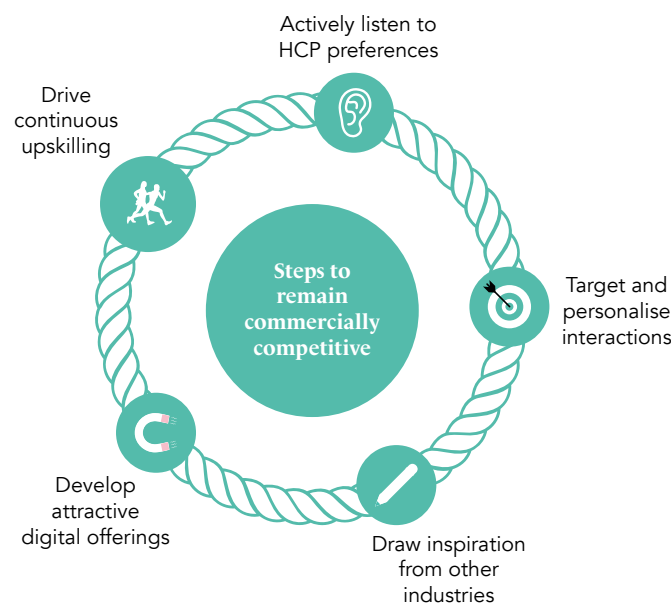 Actively listen to
HCP preferences
Drive
continuous
upskilling
Steps to
remain
commercially
competitive
Target and
personalise
interactions
Develop
attractive
digital offerings
Draw inspiration
from other
industries